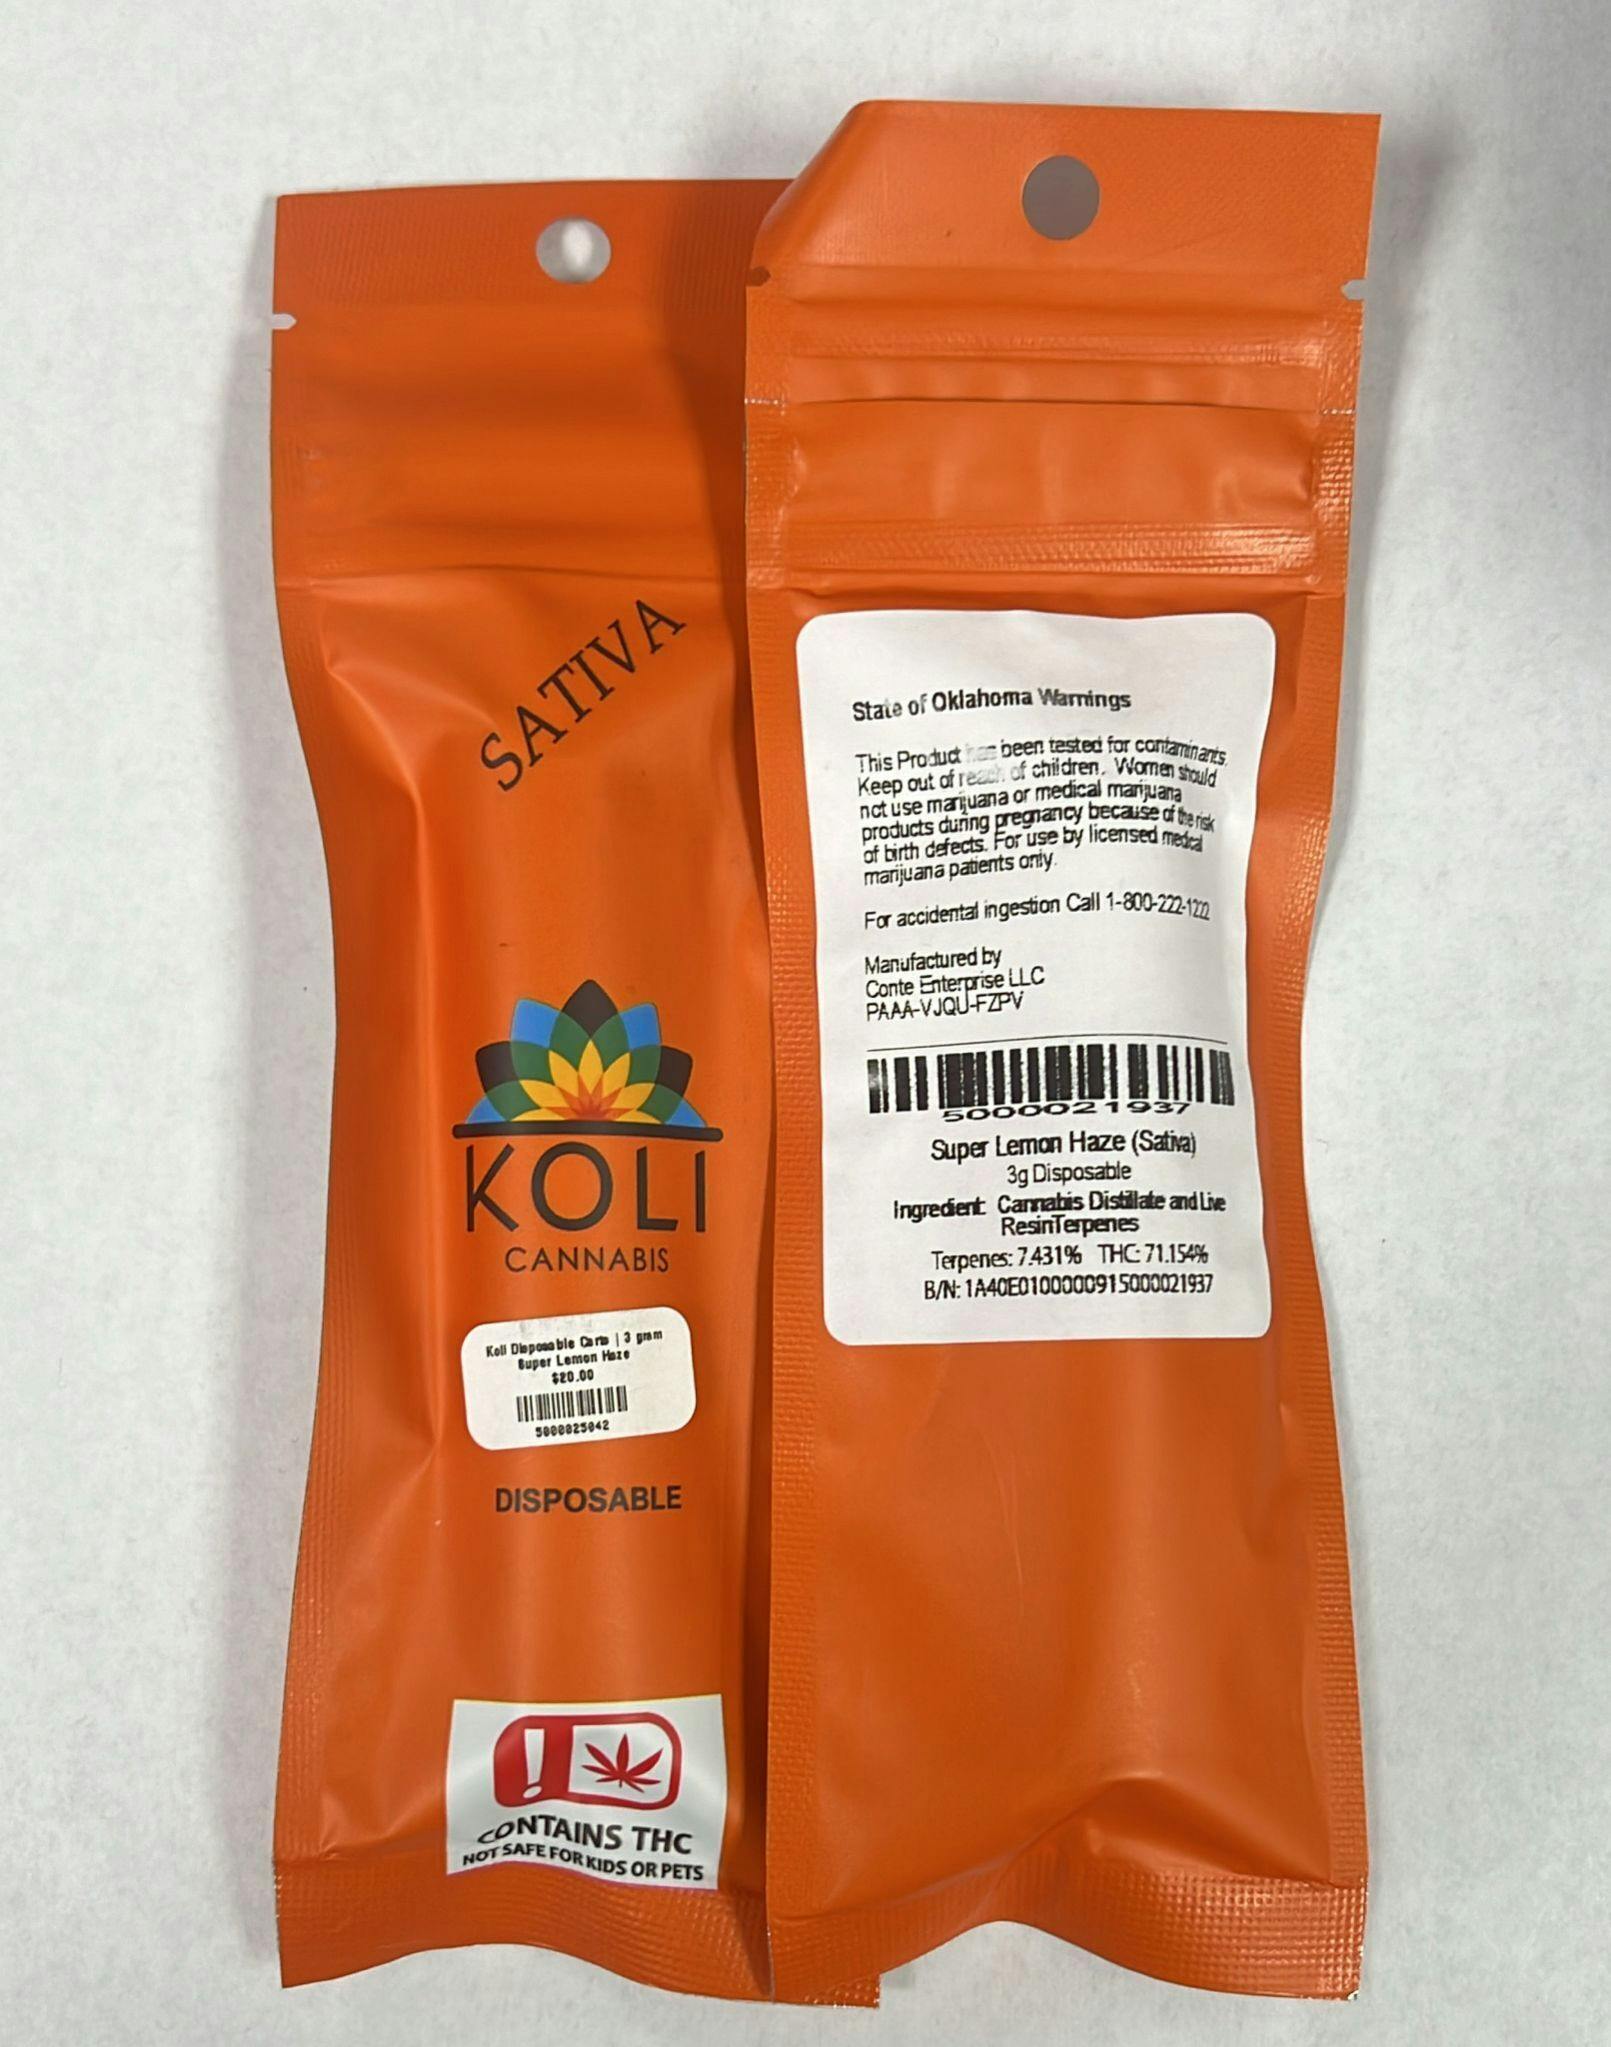 SATIVA
KOLI
CANNABIS
Koli Disposable Carts | 3 gram
Super Lemon Haze
$20.00
5000025042
DISPOSABLE
!
CONTAINS THC
NOT SAFE FOR KIDS OR PETS
State of Oklahoma Warnings
This Product has been tested for contaminants.
Keep out of reach of children. Women should
not use marijuana or medical marijuana
products during pregnancy because of the risk
of birth defects. For use by licensed medical
marijuana patients only.
For accidental ingestion Call 1-800-222-1222
Manufactured by
Conte Enterprise LLC
PAAA-VJQU-FZPV
5000021937
Super Lemon Haze (Sativa)
3g Disposable
Ingredient: Cannabis Distillate and Live
ResinTerpenes
Terpenes: 7.431% THC: 71.154%
B/N: 1A40E0100000915000021937